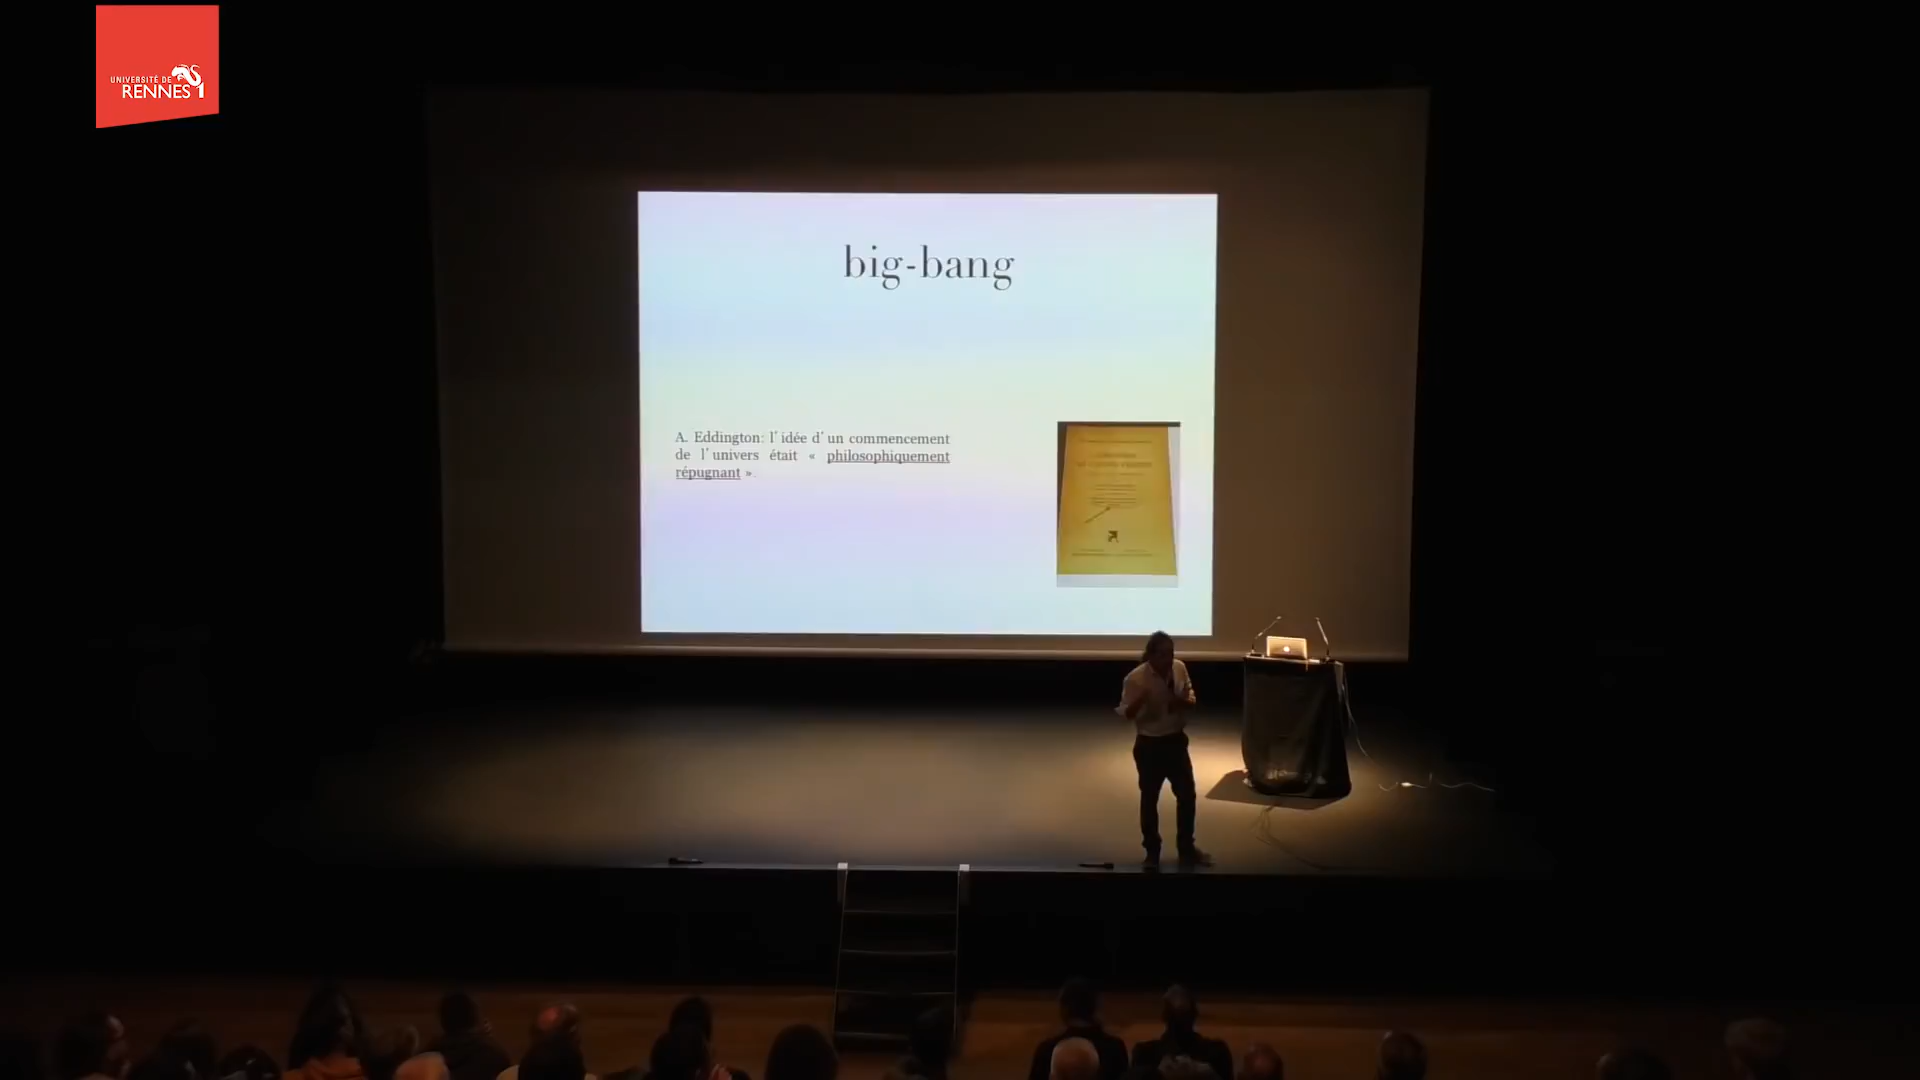 UNIVERSITÉ DE
RENNES 1
big-bang
A. Eddington: l'idée d'un commencement
de l'univers était « philosophiquement
répugnant ».